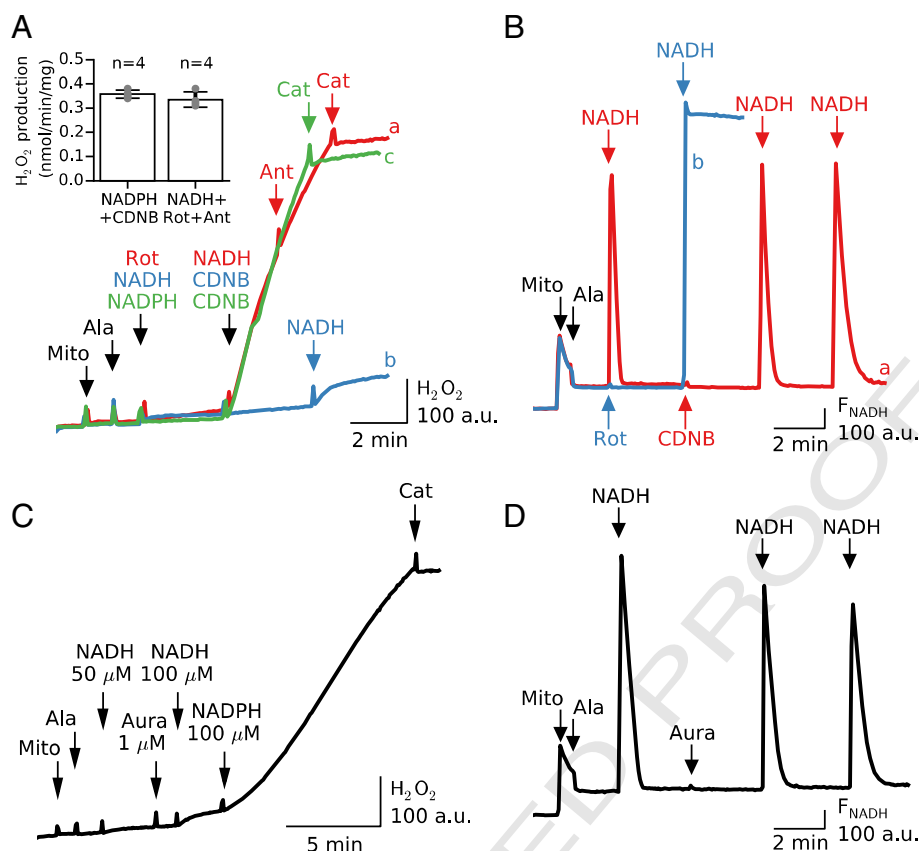 A
0.5
0.4
0.3
0.2
0.1
0.0
H₂O₂ production
(nmol/min/mg)
n=4 n=4
NADPH
+CDNB
NADH+
Rot+Ant
Mito
Ala
Rot
NADH
NADPH
NADH
CDNB
CDNB
Ant
Cat
Cat
a
c
NADH
b
H₂O₂
100 a.u.
2 min
B
NADH
NADH
NADH
NADH
b
Mito
Ala
Rot
CDNB
a
F_NADH
100 a.u.
2 min
C
Cat
NADH
50 μM
NADH
100 μM
Ala
Mito
Aura
1 μM
NADPH
100 μM
H₂O₂
100 a.u.
5 min
D
NADH
NADH
NADH
Mito
Ala
Aura
F_NADH
100 a.u.
2 min
ED PROOF